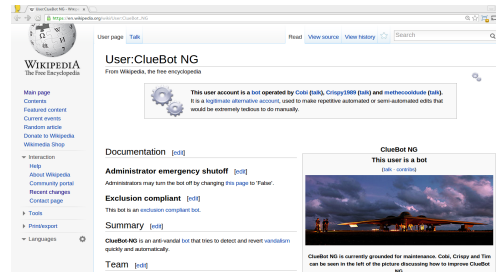 User:ClueBot NG - Wikip...
https://en.wikipedia.org/wiki/User:ClueBot_NG
WIKIPEDIA
The Free Encyclopedia
Main page
Contents
Featured content
Current events
Random article
Donate to Wikipedia
Wikimedia Shop
Interaction
Help
About Wikipedia
Community portal
Recent changes
Contact page
Tools
Print/export
Languages
User page Talk
Read View source View history Search
User:ClueBot NG
From Wikipedia, the free encyclopedia
This user account is a bot operated by Cobi (talk), Crispy1989 (talk) and methecooldude (talk).
It is a legitimate alternative account, used to make repetitive automated or semi-automated edits that
would be extremely tedious to do manually.
Documentation [edit]
Administrator emergency shutoff [edit]
Administrators may turn the bot off by changing this page to 'False'.
Exclusion compliant [edit]
This bot is an exclusion compliant bot.
Summary [edit]
ClueBot NG is an anti-vandal bot that tries to detect and revert vandalism
quickly and automatically.
Team [edit]
ClueBot NG
This user is a bot
(talk · contribs)
ClueBot NG is currently grounded for maintenance. Cobi, Crispy and Tim
can be seen in the left of the picture discussing how to improve ClueBot
NG